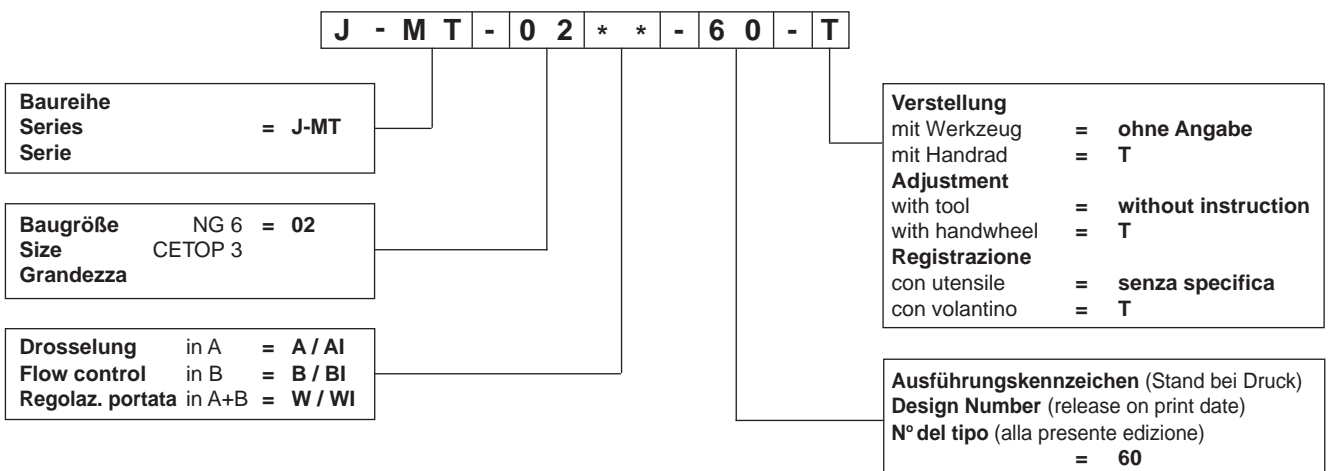 J - M T - 0 2 * * - 6 0 - T
Baureihe
Series = J-MT
Serie
Baugröße NG 6 = 02
Size CETOP 3
Grandezza
Drosselung in A = A / AI
Flow control in B = B / BI
Regolaz. portata in A+B = W / WI
Verstellung
mit Werkzeug = ohne Angabe
mit Handrad = T
Adjustment
with tool = without instruction
with handwheel = T
Registrazione
con utensile = senza specifica
con volantino = T
Ausführungskennzeichen (Stand bei Druck)
Design Number (release on print date)
Nº del tipo (alla presente edizione)
= 60